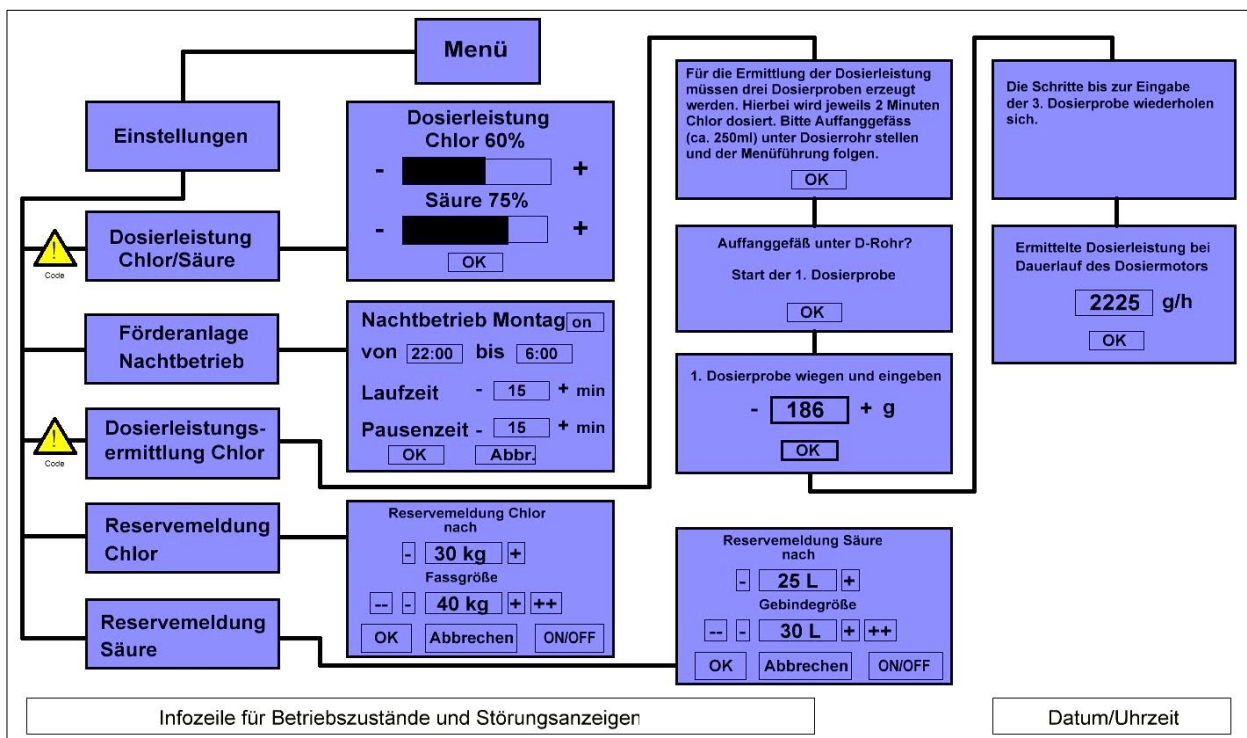 Menü
Einstellungen
Dosierleistung
Chlor/Säure
!
Code
Dosierleistung
Chlor 60%
- +
Säure 75%
- +
OK
Förderanlage
Nachtbetrieb
Nachtbetrieb Montag on
von 22:00 bis 6:00
Laufzeit - 15 + min
Pausenzeit - 15 + min
OK Abbr.
Dosierleistungs-
ermittlung Chlor
!
Code
Für die Ermittlung der Dosierleistung
müssen drei Dosierproben erzeugt
werden. Hierbei wird jeweils 2 Minuten
Chlor dosiert. Bitte Auffanggefäss
(ca. 250ml) unter Dosierrohr stellen
und der Menüführung folgen.
OK
Auffanggefäß unter D-Rohr?
Start der 1. Dosierprobe
OK
1. Dosierprobe wiegen und eingeben
- 186 + g
OK
Die Schritte bis zur Eingabe
der 3. Dosierprobe wiederholen
sich.
Ermittelte Dosierleistung bei
Dauerlauf des Dosiermotors
2225 g/h
OK
Reservemeldung
Chlor
Reservemeldung Chlor
nach
- 30 kg +
Fassgröße
-- - 40 kg + ++
OK Abbrechen ON/OFF
Reservemeldung
Säure
Reservemeldung Säure
nach
- 25 L +
Gebindegröße
-- - 30 L + ++
OK Abbrechen ON/OFF
Infozeile für Betriebszustände und Störungsanzeigen
Datum/Uhrzeit